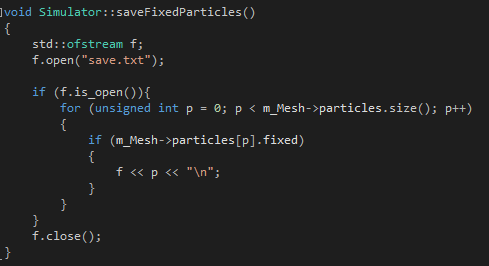 void Simulator::saveFixedParticles()
{
    std::ofstream f;
    f.open("save.txt");

    if (f.is_open()){
        for (unsigned int p = 0; p < m_Mesh->particles.size(); p++)
        {
            if (m_Mesh->particles[p].fixed)
            {
                f << p << "\n";
            }
        }
    }
    f.close();
}